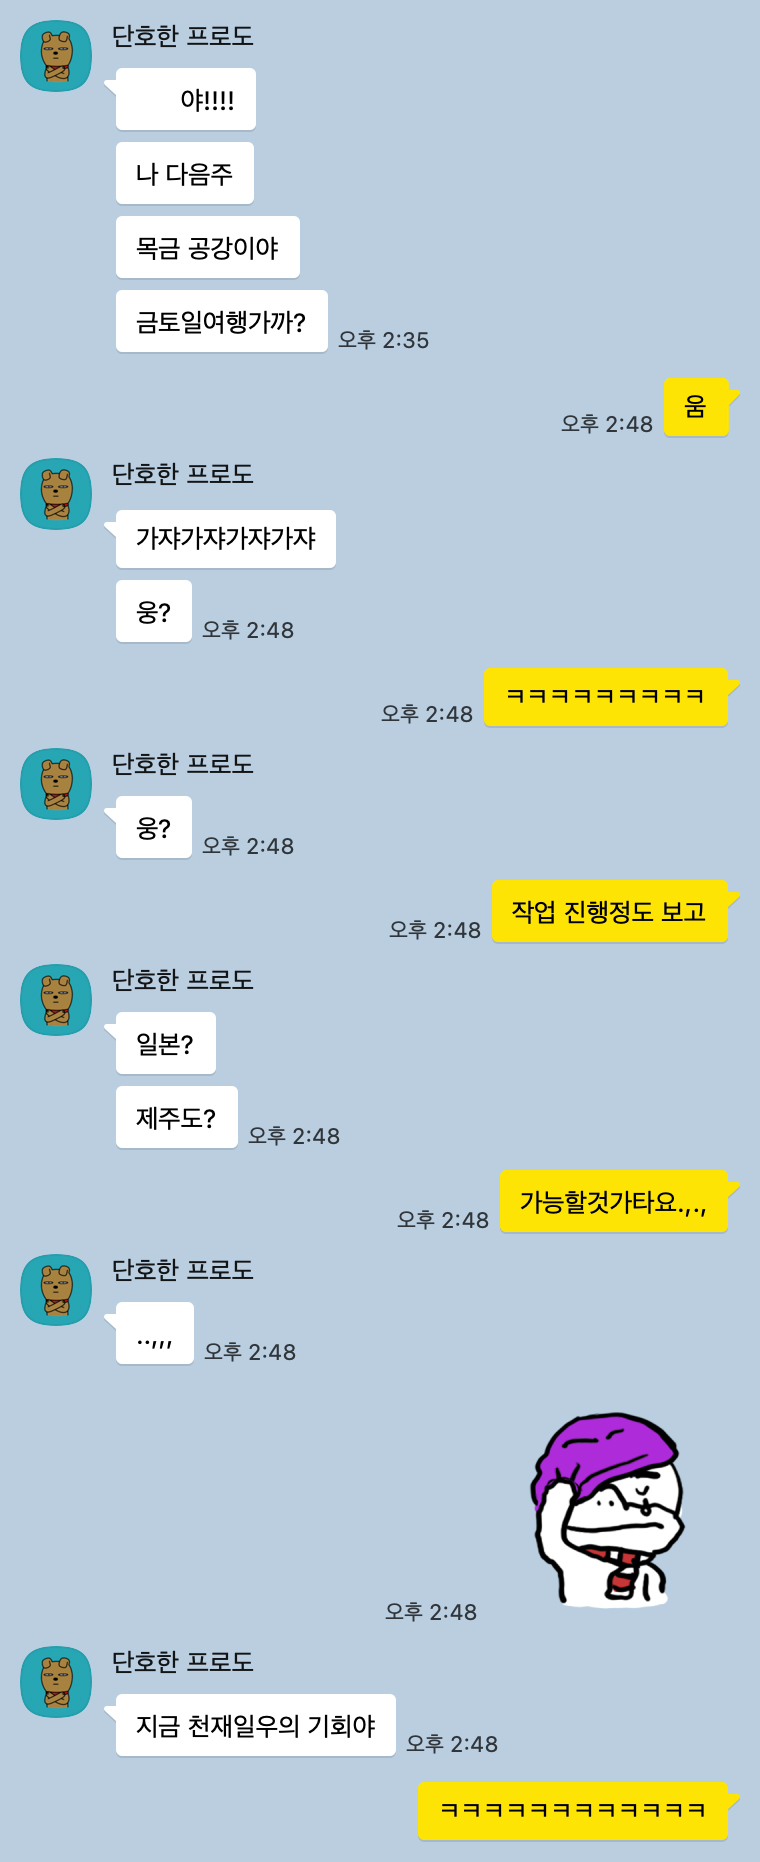 단호한 프로도
야!!!!
나 다음주
목금 공강이야
금토일여행가까?
오후 2:35
움
오후 2:48
단호한 프로도
가쟈가쟈가쟈가쟈
웅?
오후 2:48
ㅋㅋㅋㅋㅋㅋㅋㅋㅋ
오후 2:48
단호한 프로도
웅?
오후 2:48
작업 진행정도 보고
오후 2:48
단호한 프로도
일본?
제주도?
오후 2:48
가능할것가타요.,.,
오후 2:48
단호한 프로도
..,,,
오후 2:48
오후 2:48
단호한 프로도
지금 천재일우의 기회야
오후 2:48
ㅋㅋㅋㅋㅋㅋㅋㅋㅋㅋㅋㅋ